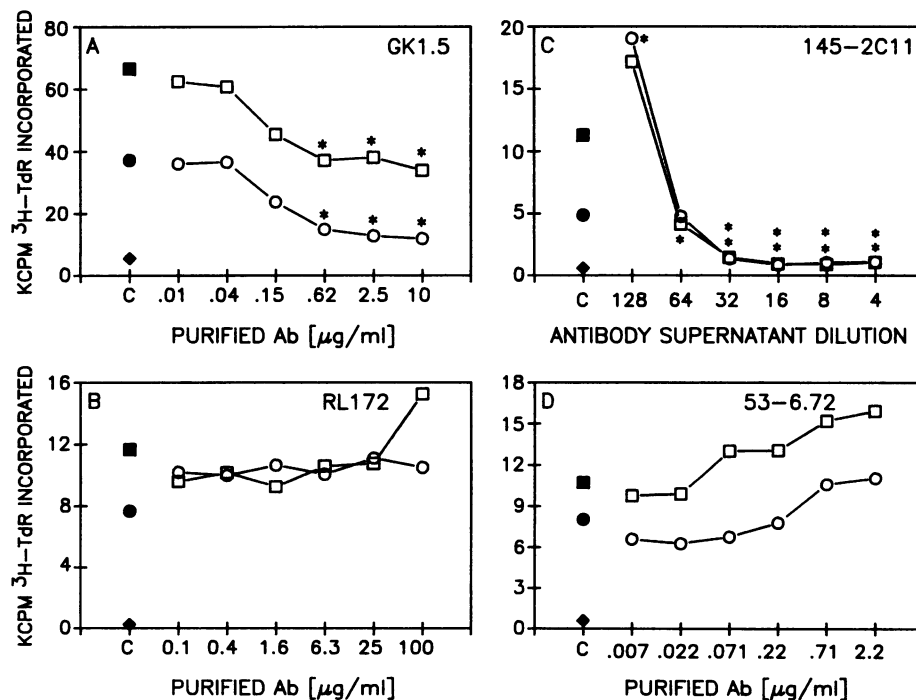 A
GK1.5
KCPM ³H-TdR INCORPORATED
80
60
40
20
0
C .01 .04 .15 .62 2.5 10
PURIFIED Ab [µg/ml]
C
145-2C11
20
15
10
5
0
C 128 64 32 16 8 4
ANTIBODY SUPERNATANT DILUTION
B
RL172
KCPM ³H-TdR INCORPORATED
16
12
8
4
0
C 0.1 0.4 1.6 6.3 25 100
PURIFIED Ab [µg/ml]
D
53-6.72
18
15
12
9
6
3
0
C .007 .022 .071 .22 .71 2.2
PURIFIED Ab [µg/ml]